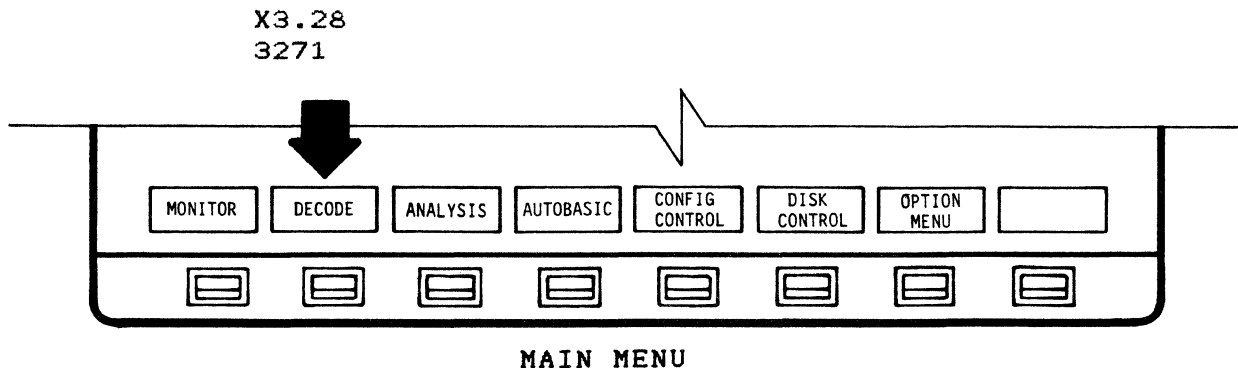 X3.28
3271
MONITOR
DECODE
ANALYSIS
AUTOBASIC
CONFIG
CONTROL
DISK
CONTROL
OPTION
MENU
MAIN MENU